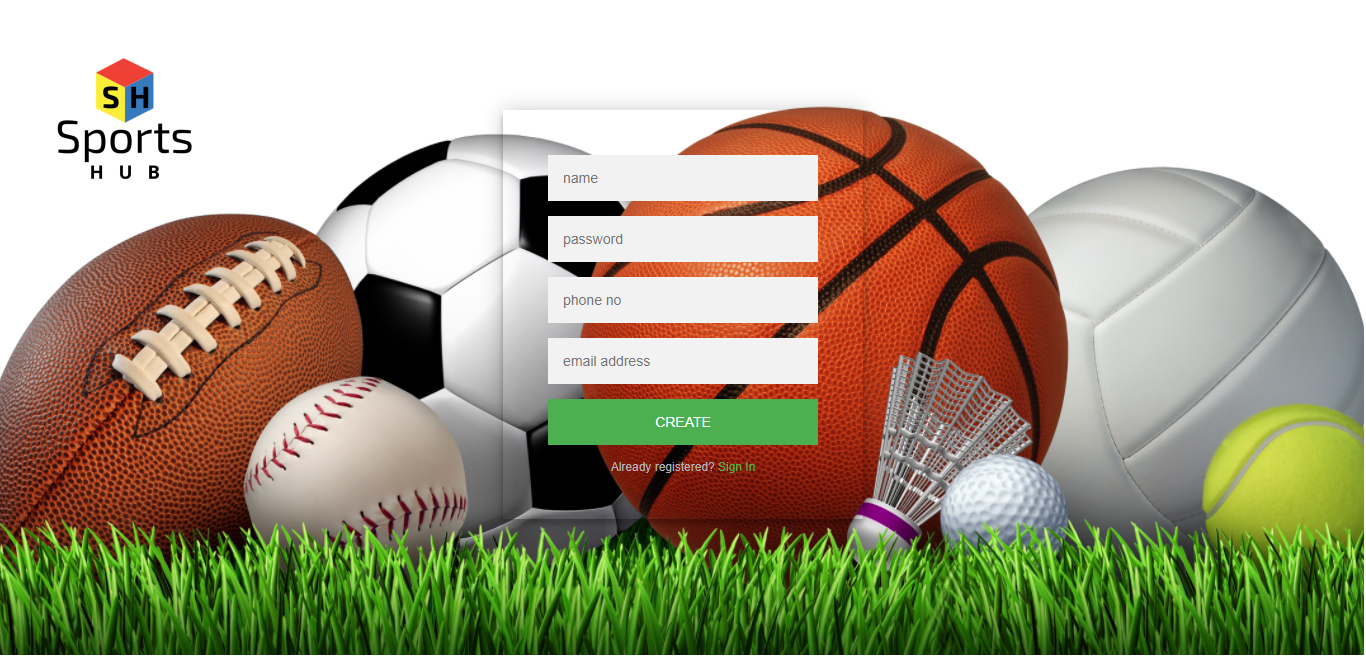 SH
Sports
HUB
name
password
phone no
email address
CREATE
Already registered? Sign In